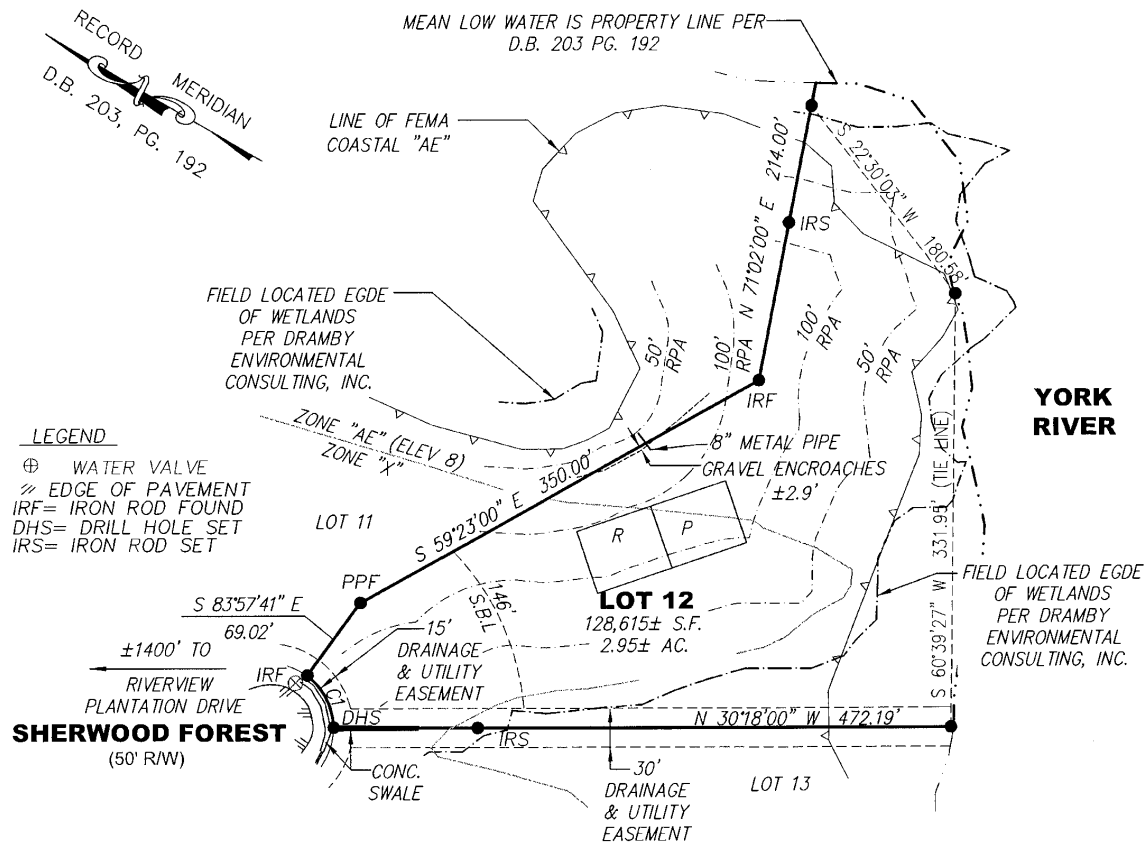 RECORD MERIDIAN
D.B. 203, PG. 192
MEAN LOW WATER IS PROPERTY LINE PER
D.B. 203 PG. 192
LINE OF FEMA
COASTAL "AE"
S 22°30'03" W 180.58'
N 71°02'00" E 214.00'
IRS
FIELD LOCATED EGDE
OF WETLANDS
PER DRAMBY
ENVIRONMENTAL
CONSULTING, INC.
50'
RPA
100'
RPA
100'
RPA
50'
RPA
IRF
YORK
RIVER
ZONE "AE" (ELEV 8)
ZONE "X"
8" METAL PIPE
GRAVEL ENCROACHES
±2.9'
LEGEND
WATER VALVE
EDGE OF PAVEMENT
IRF= IRON ROD FOUND
DHS= DRILL HOLE SET
IRS= IRON ROD SET
LOT 11
S 59°23'00" E 350.00'
R
P
S 60°39'27" W 331.95' (TIE LINE)
FIELD LOCATED EGDE
OF WETLANDS
PER DRAMBY
ENVIRONMENTAL
CONSULTING, INC.
PPF
146'
S.B.L
LOT 12
128,615± S.F.
2.95± AC.
S 83°57'41" E
69.02'
15'
DRAINAGE
& UTILITY
EASEMENT
±1400' TO
RIVERVIEW
PLANTATION DRIVE
IRF
C1
DHS
SHERWOOD FOREST
(50' R/W)
IRS
N 30°18'00" W 472.19'
CONC.
SWALE
30'
DRAINAGE
& UTILITY
EASEMENT
LOT 13